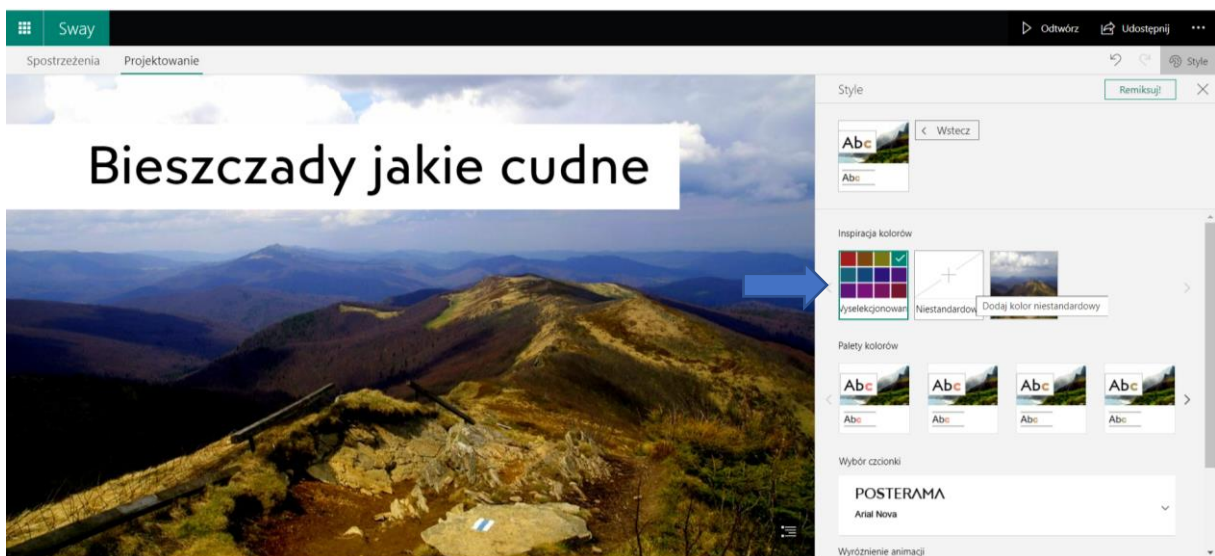 Sway
Odtwórz
Udostępnij
Spostrzeżenia
Projektowanie
Style
Style
Remiksuj!
Bieszczady jakie cudne
Abc
Abc
Wstecz
Inspiracja kolorów
Wyselekcjonowan
Niestandardow
Dodaj kolor niestandardowy
Palety kolorów
Abc Abc Abc Abc
Abc Abc Abc Abc
Wybór czcionki
POSTERAMA
Arial Nova
Wyróżnienie animacji